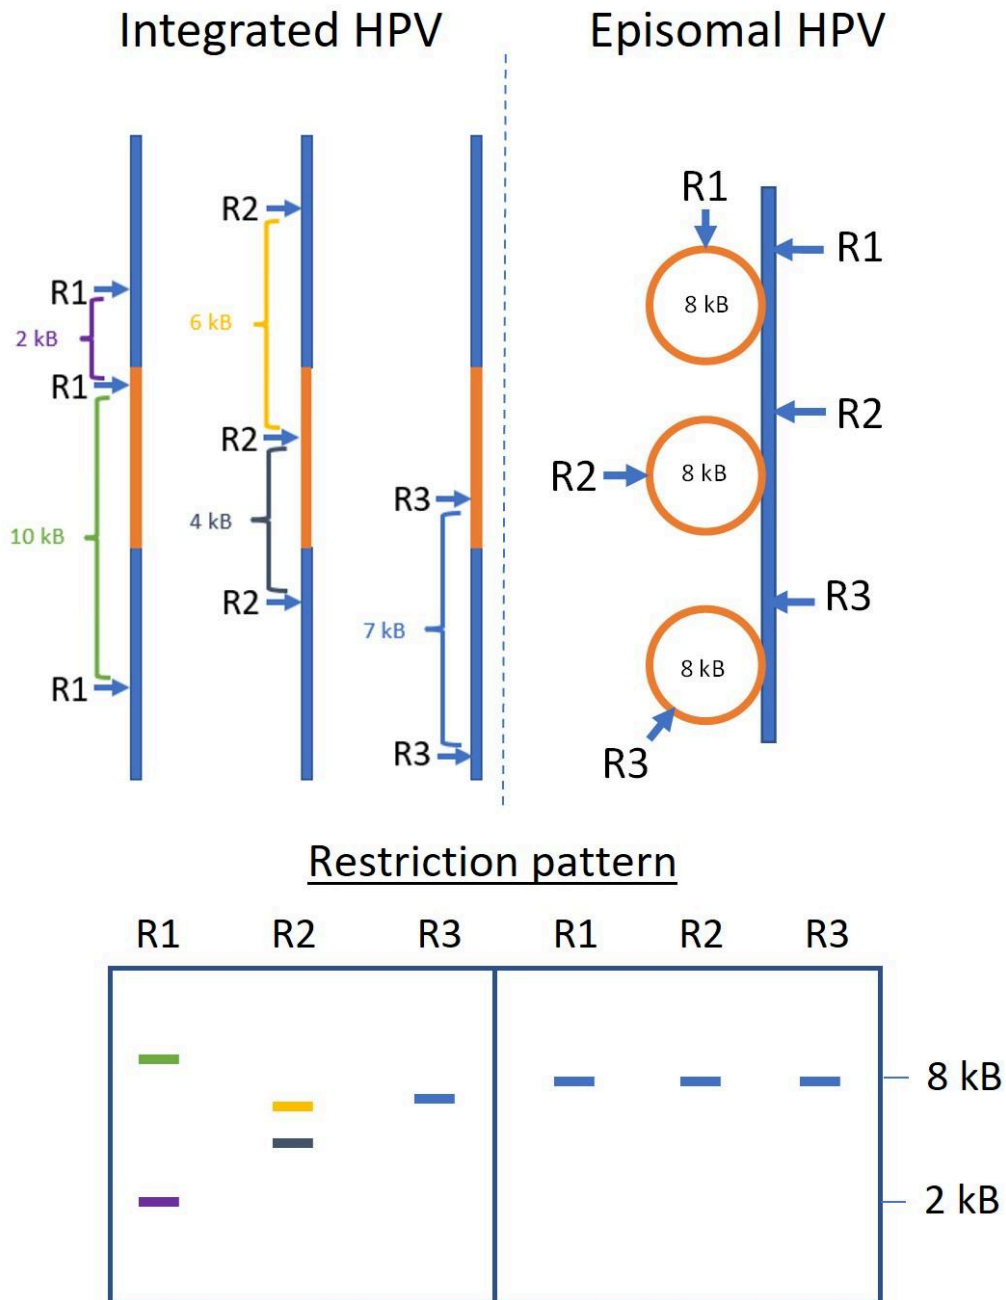 Integrated HPV
Episomal HPV
R1
2 kB
R1
10 kB
R1
R2
6 kB
R2
4 kB
R2
R3
7 kB
R3
R1
R1
8 kB
R2
R2
8 kB
R3
8 kB
R3
Restriction pattern
R1 R2 R3 R1 R2 R3
8 kB
2 kB